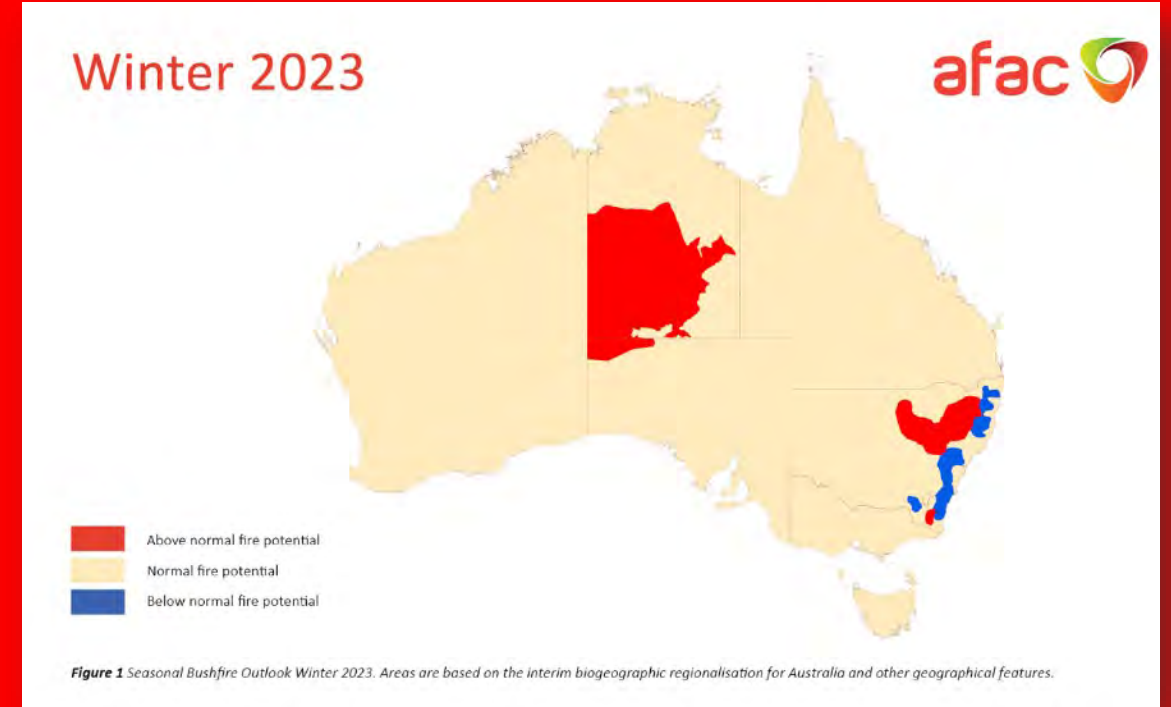 Winter 2023
afac
Above normal fire potential
Normal fire potential
Below normal fire potential
Figure 1 Seasonal Bushfire Outlook Winter 2023. Areas are based on the interim biogeographic regionalisation for Australia and other geographical features.